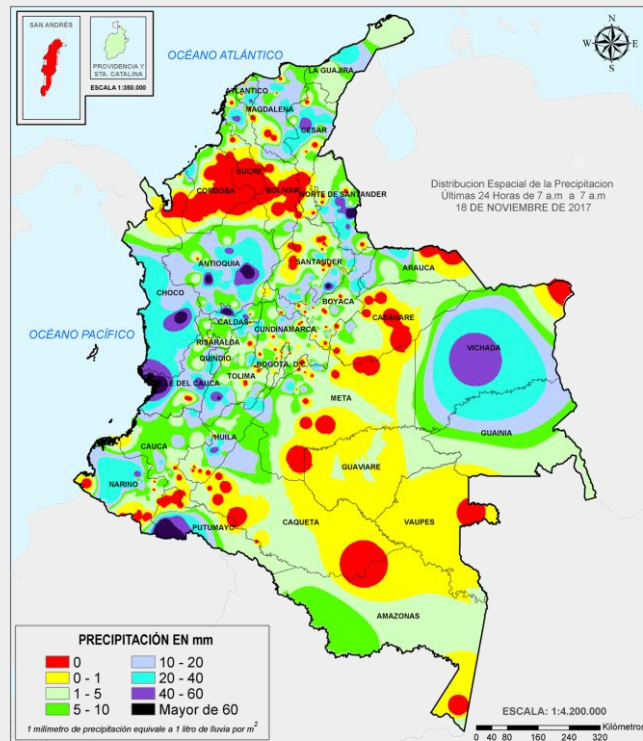 SAN ANDRÉS
PROVIDENCIA Y
STA. CATALINA
ESCALA 1:350.000
OCÉANO ATLÁNTICO
N
W E
S
LA GUAJIRA
ATLANTICO
MAGDALENA
CESAR
SUCRE
CORDOBA
BOLIVAR
NORTE DE SANTANDER
Distribucion Espacial de la Precipitacion
Últimas 24 Horas de 7 a.m a 7 a.m
18 DE NOVIEMBRE DE 2017
ANTIOQUIA
SANTANDER
ARAUCA
CHOCO
BOYACA
CASANARE
OCÉANO PACÍFICO
CALDAS
CUNDINAMARCA
RISARALDA
VICHADA
QUINDIO
BOGOTA, D.C.
TOLIMA
VALLE DEL CAUCA
META
GUAINIA
CAUCA
HUILA
GUAVIARE
NARIÑO
CAQUETA
VAUPES
PUTUMAYO
AMAZONAS
PRECIPITACIÓN EN mm
0 10 - 20
0 - 1 20 - 40
1 - 5 40 - 60
5 - 10 Mayor de 60
1 milimetro de precipitación equivale a 1 litro de lluvia por m²
ESCALA: 1:4.200.000
Kilómetros
0 40 80 160 240 320